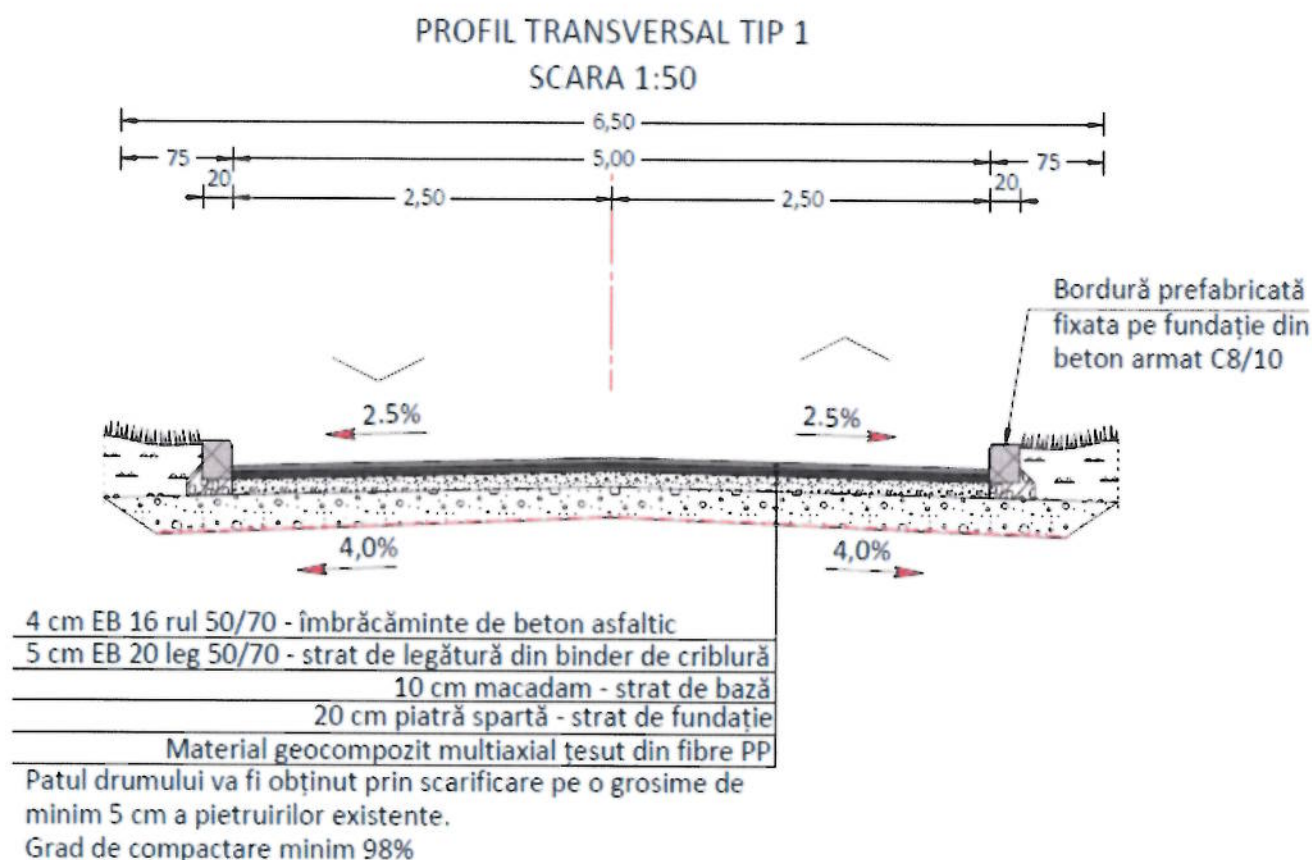 PROFIL TRANSVERSAL TIP 1
SCARA 1:50
6,50
75 5,00 75
20 2,50 2,50 20
Bordură prefabricată
fixata pe fundație din
beton armat C8/10
2.5% 2.5%
4,0% 4,0%
4 cm EB 16 rul 50/70 - îmbrăcăminte de beton asfaltic
5 cm EB 20 leg 50/70 - strat de legătură din binder de criblură
10 cm macadam - strat de bază
20 cm piatră spartă - strat de fundație
Material geocompozit multiaxial țesut din fibre PP
Patul drumului va fi obținut prin scarificare pe o grosime de
minim 5 cm a pietruirilor existente.
Grad de compactare minim 98%